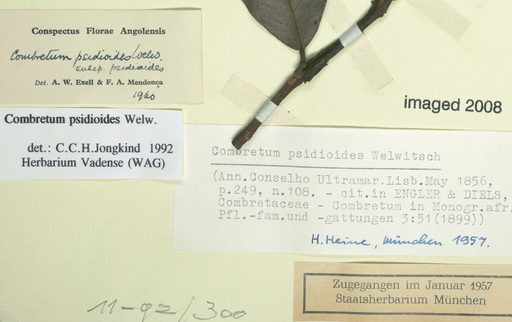 Conspectus Florae Angolensis
Combretum psidioides Welw.
subsp. psidioides
Det. A. W. Exell & F. A. Mendonça
1960
Combretum psidioides Welw.
det.: C.C.H.Jongkind 1992
Herbarium Vadense (WAG)
imaged 2008
Combretum psidioides Welwitsch
(Ann.Conselho Ultramar.Lisb.May 1856,
p.249, n.108. - cit.in ENGLER & DIELS,
Combretaceae - Combretum in Monogr.afr.
Pfl.-fam.und -gattungen 3:51(1899))
H. Heine, München 1957.
Zugegangen im Januar 1957
Staatsherbarium München
11-92/300